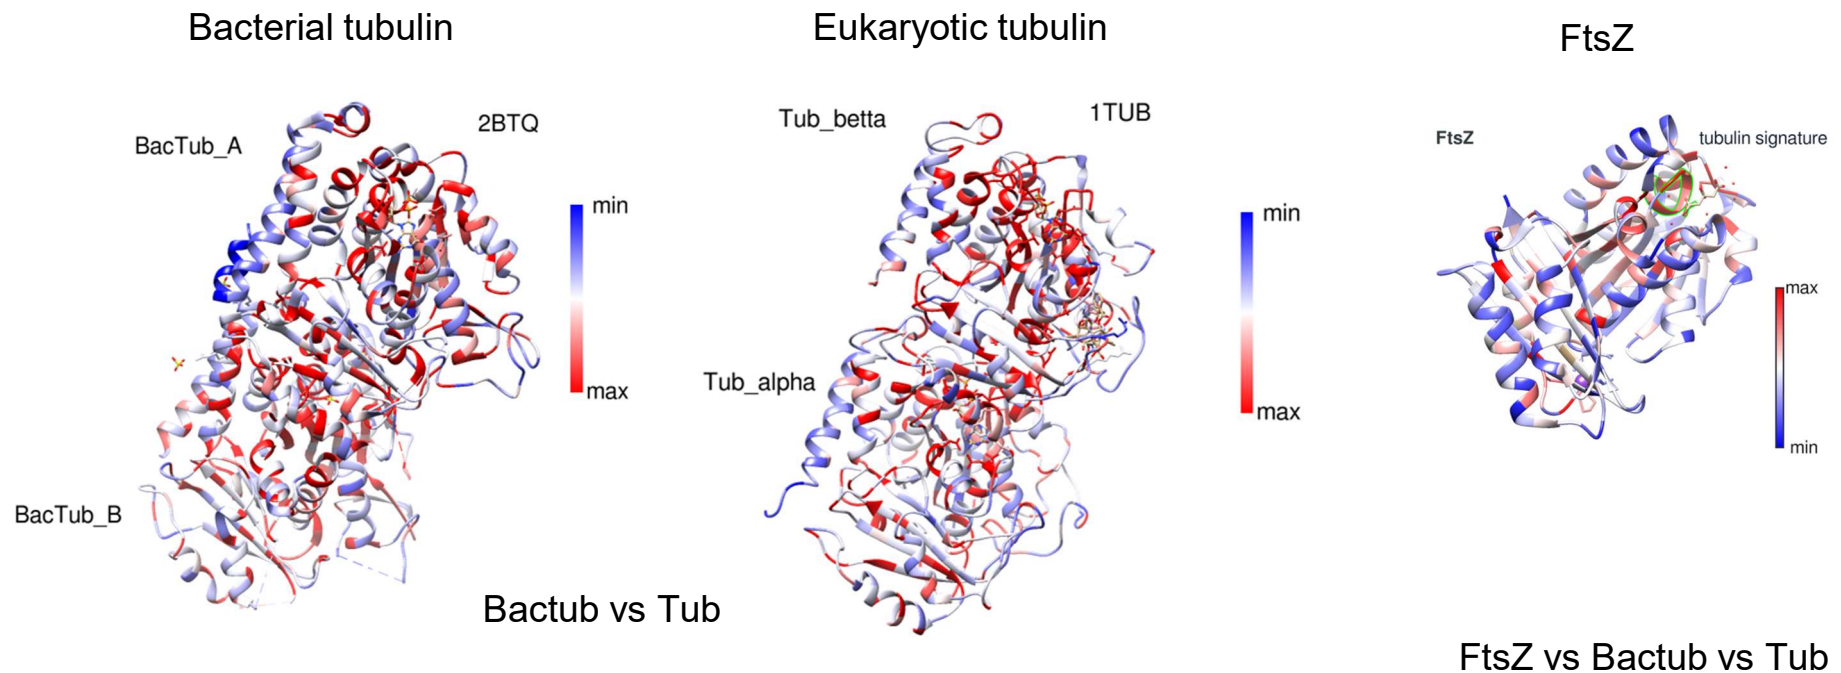 Bacterial tubulin
Eukaryotic tubulin
FtsZ
BacTub_A
2BTQ
min
max
BacTub_B
Bactub vs Tub
Tub_betta
1TUB
Tub_alpha
min
max
FtsZ
tubulin signature
max
min
FtsZ vs Bactub vs Tub